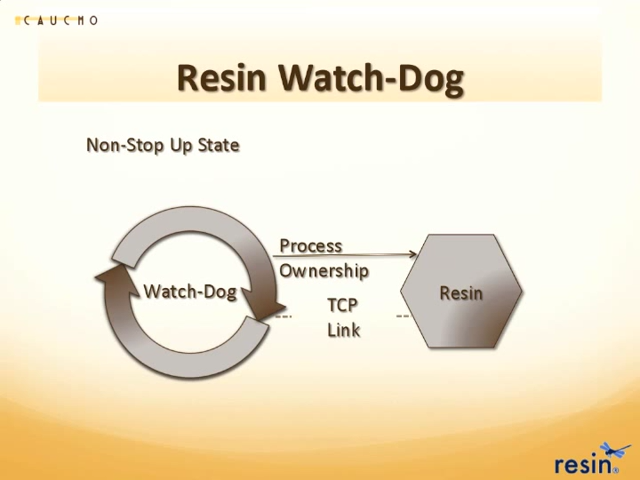 CAUCHO
Resin Watch-Dog
Non-Stop Up State
Process
Ownership
Watch-Dog
Resin
TCP
Link
resin®